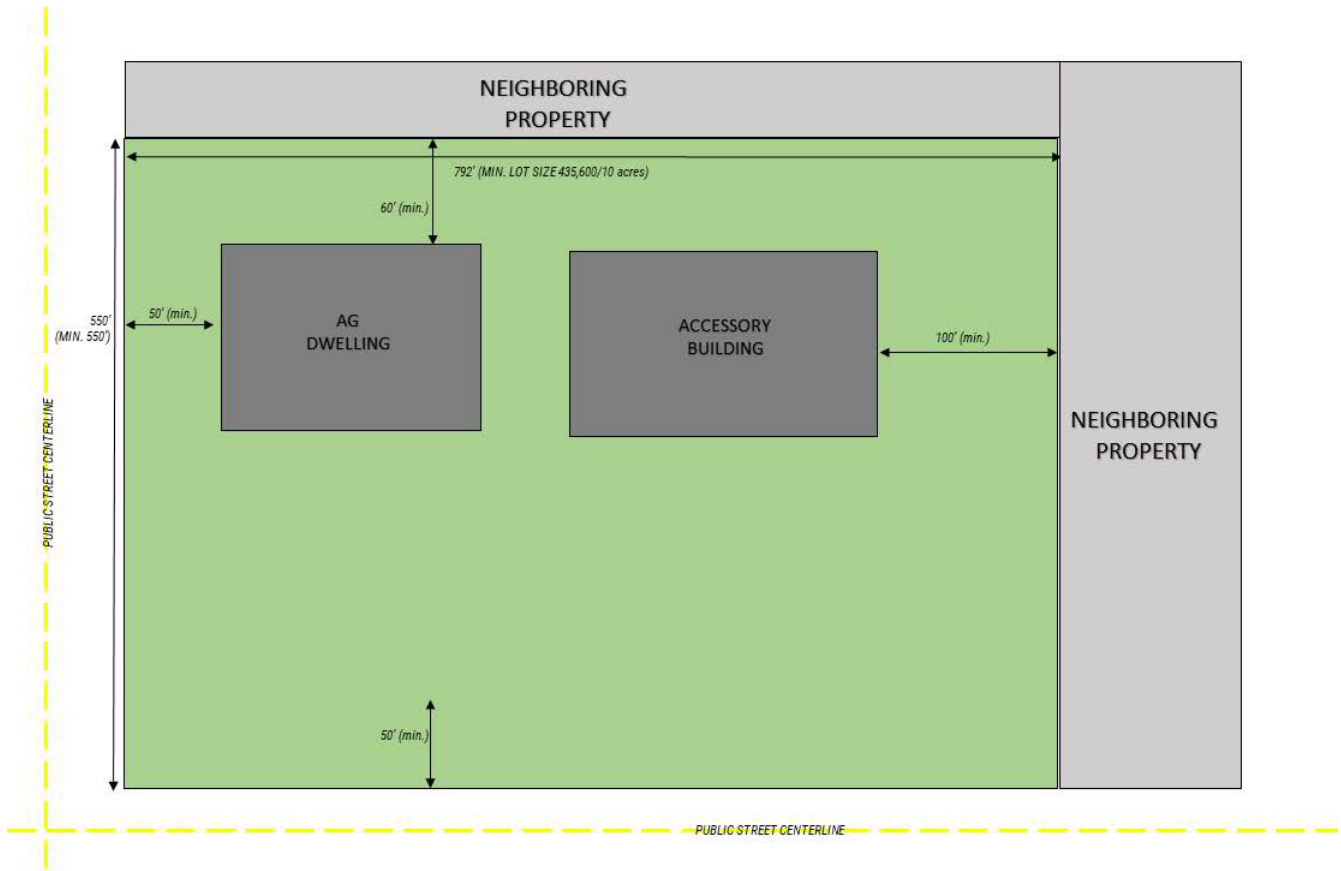 NEIGHBORING
PROPERTY
792' (MIN. LOT SIZE 435,600/10 acres)
60' (min.)
50' (min.)
AG
DWELLING
ACCESSORY
BUILDING
100' (min.)
550'
(MIN. 550')
NEIGHBORING
PROPERTY
PUBLIC STREET CENTERLINE
50' (min.)
PUBLIC STREET CENTERLINE